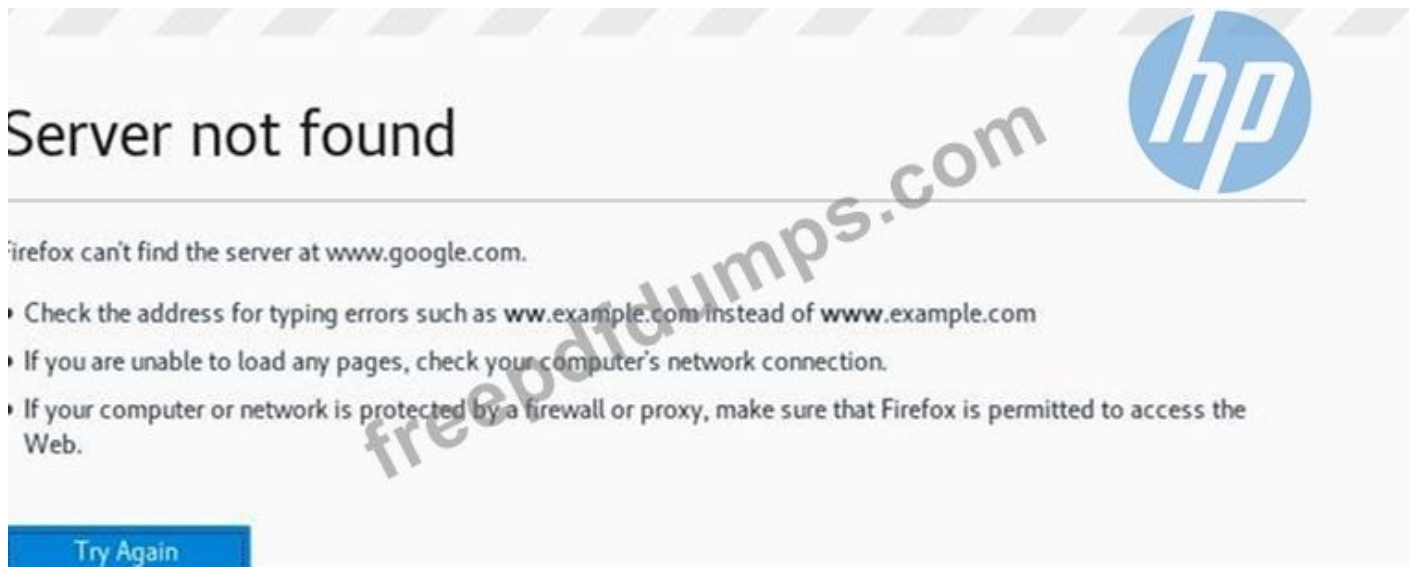 hp
Server not found
Firefox can't find the server at www.google.com.
• Check the address for typing errors such as ww.example.com instead of www.example.com
• If you are unable to load any pages, check your computer's network connection.
• If your computer or network is protected by a firewall or proxy, make sure that Firefox is permitted to access the
Web.
freepdfdumps.com
Try Again